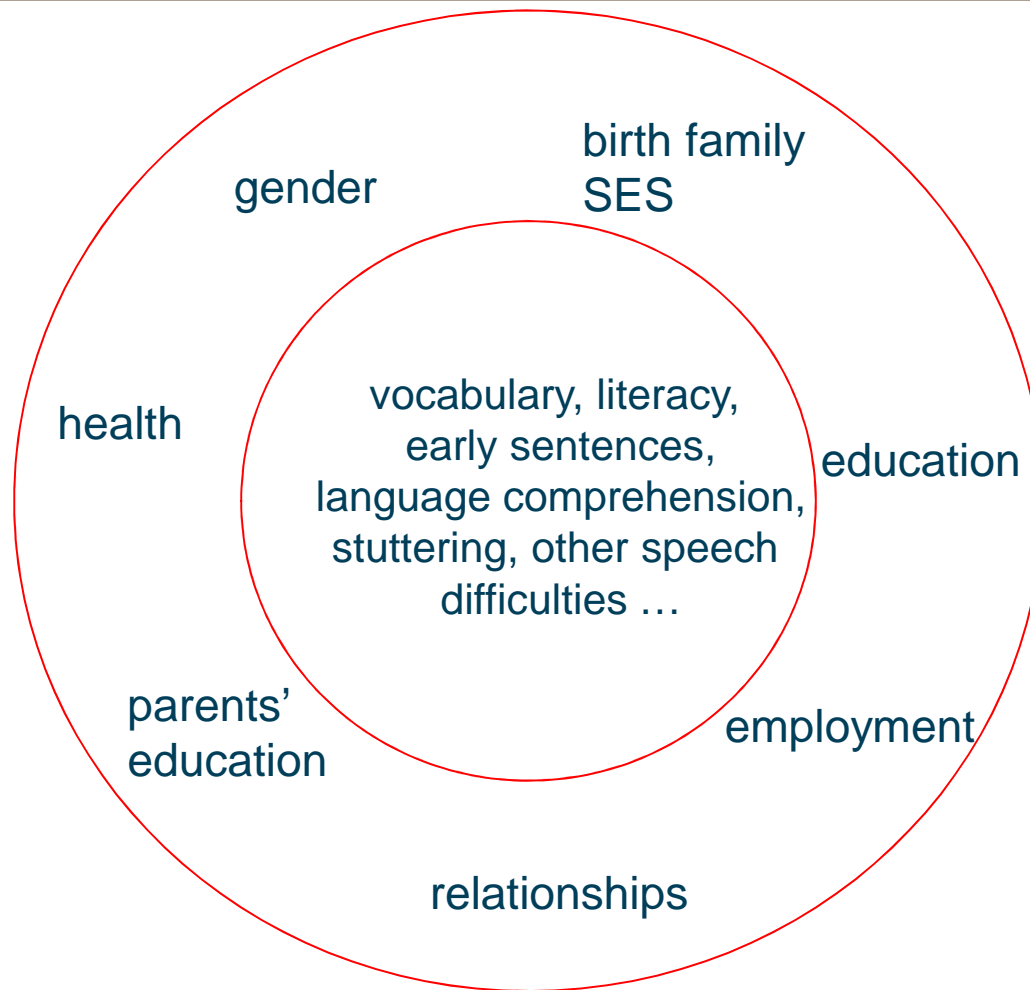 birth family
SES
gender
vocabulary, literacy,
early sentences,
language comprehension,
stuttering, other speech
difficulties …
health
education
parents’
education
employment
relationships